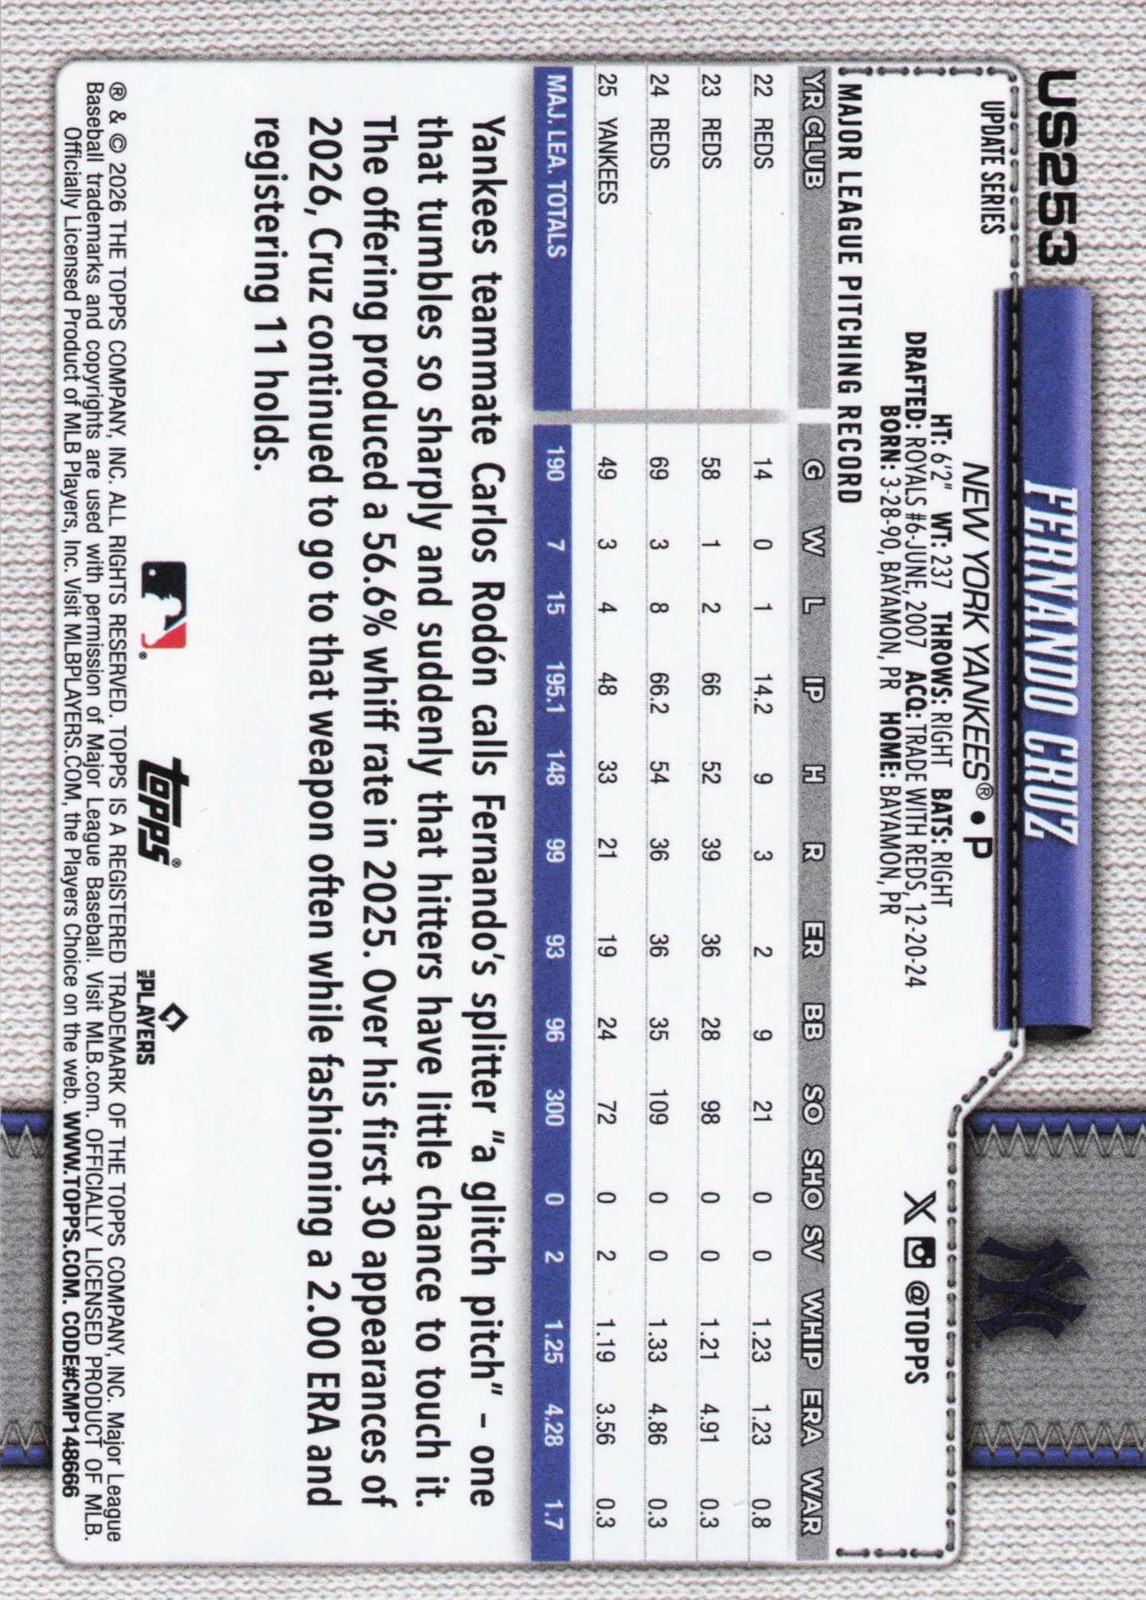 US253
FERNANDO CRUZ
UPDATE SERIES
NEW YORK YANKEES® • P
HT: 6'2" WT: 237 THROWS: RIGHT BATS: RIGHT
DRAFTED: ROYALS #6-JUNE, 2007 ACQ: TRADE WITH REDS, 12-20-24
BORN: 3-28-90, BAYAMON, PR HOME: BAYAMON, PR
X @TOPPS
MAJOR LEAGUE PITCHING RECORD
YR CLUB G W L IP H R ER BB SO SHO SV WHIP ERA WAR
22 REDS 14 0 1 14.2 9 3 2 9 21 0 0 1.23 1.23 0.8
23 REDS 58 1 2 66 52 39 36 28 98 0 0 1.21 4.91 0.3
24 REDS 69 3 8 66.2 54 36 36 35 109 0 0 1.33 4.86 0.3
25 YANKEES 49 3 4 48 33 21 19 24 72 0 2 1.19 3.56 0.3
MAJ. LEA. TOTALS 190 7 15 195.1 148 99 93 96 300 0 2 1.25 4.28 1.7
Yankees teammate Carlos Rodón calls Fernando's splitter "a glitch pitch" – one
that tumbles so sharply and suddenly that hitters have little chance to touch it.
The offering produced a 56.6% whiff rate in 2025. Over his first 30 appearances of
2026, Cruz continued to go to that weapon often while fashioning a 2.00 ERA and
registering 11 holds.
topps®
MLB PLAYERS
® & © 2026 THE TOPPS COMPANY, INC. ALL RIGHTS RESERVED. TOPPS IS A REGISTERED TRADEMARK OF THE TOPPS COMPANY, INC. Major League
Baseball trademarks and copyrights are used with permission of Major League Baseball. Visit MLB.com. OFFICIALLY LICENSED PRODUCT OF MLB.
Officially Licensed Product of MLB Players, Inc. Visit MLBPLAYERS.COM, the Players Choice on the web. WWW.TOPPS.COM. CODE#CMP148666